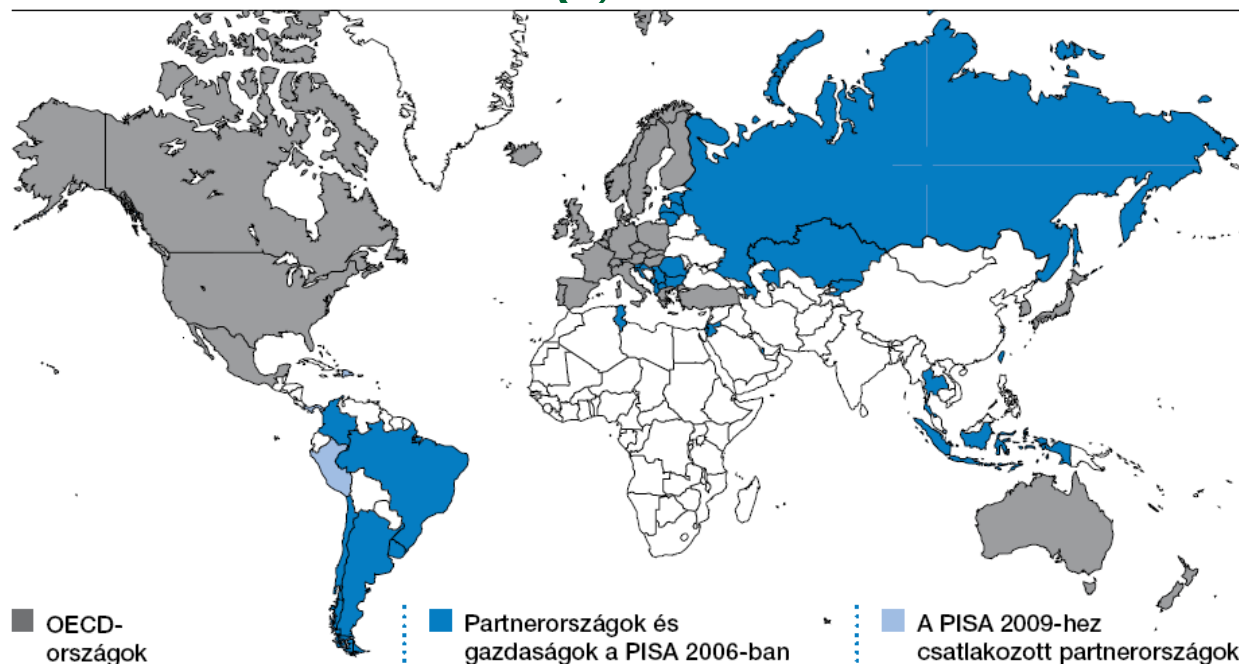 OECD-
országok
Partnerországok és
gazdaságok a PISA 2006-ban
A PISA 2009-hez
csatlakozott partnerországok